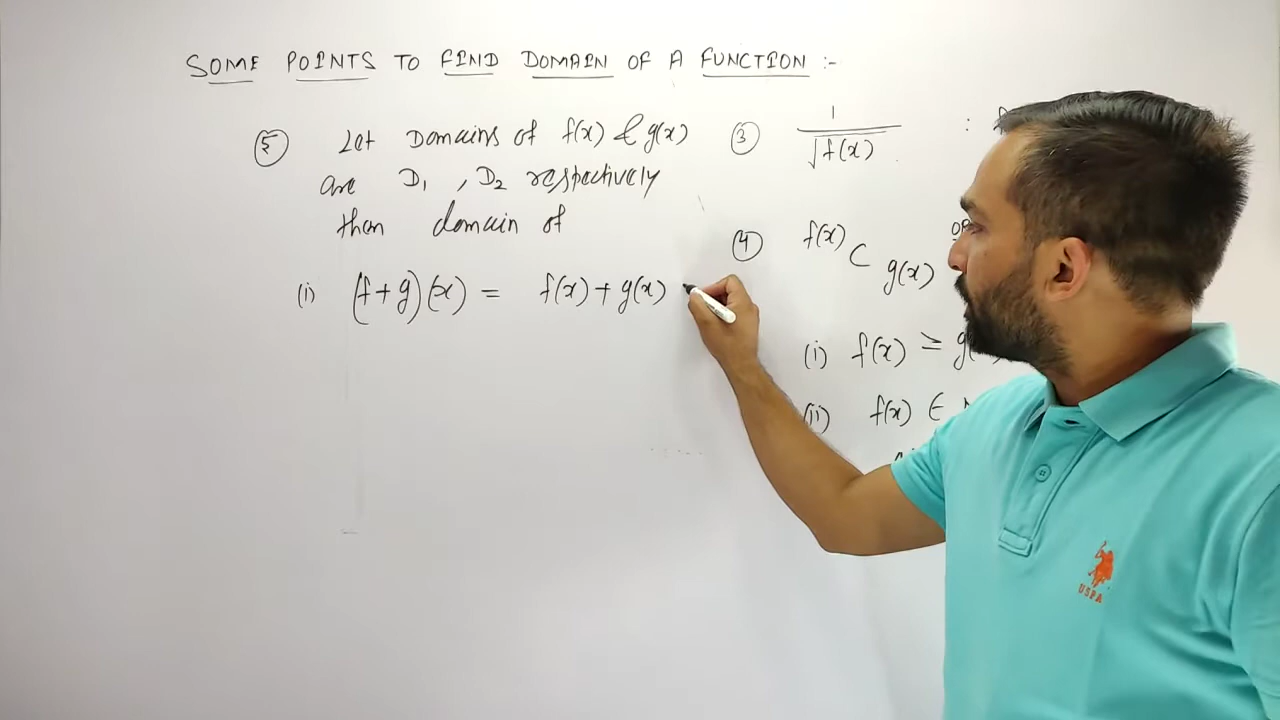 SOME POINTS TO FIND DOMAIN OF A FUNCTION :-
⑤ Let Domains of f(x) & g(x)
are D₁ , D₂ respectively
then domain of
(i) (f+g)(x) = f(x)+g(x)
③ 1/√f(x) :
④ f(x) C g(x)
(i) f(x) ≥
(ii) f(x) ∈
USPA